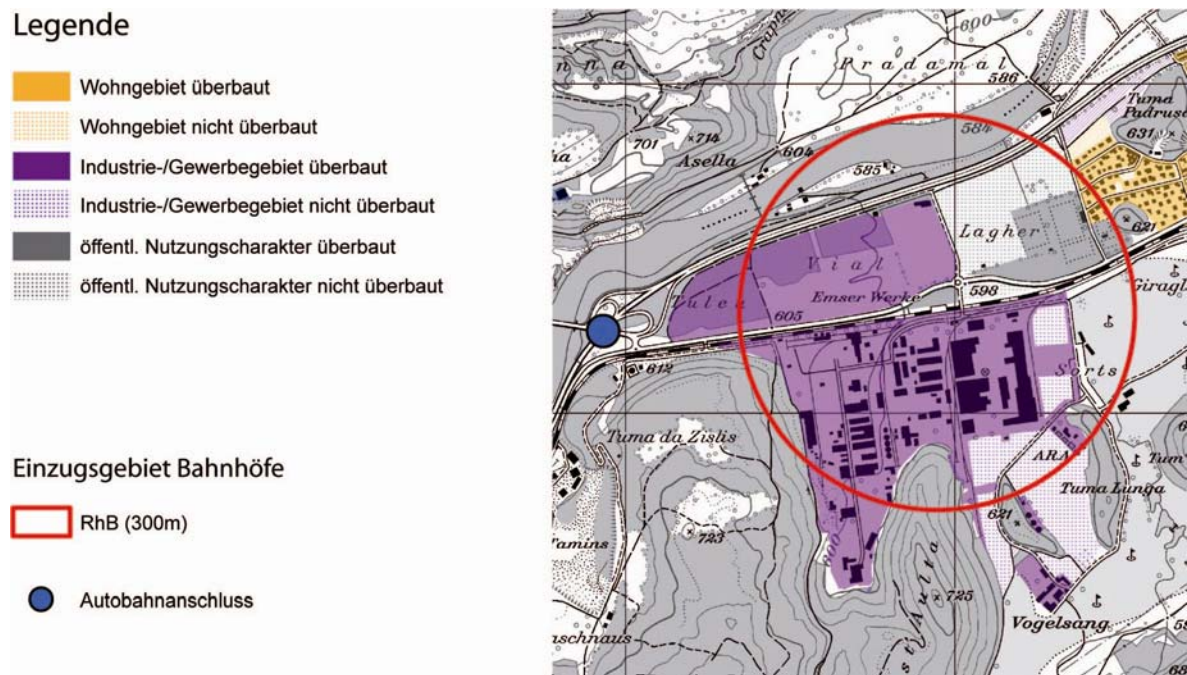 Legende
Wohngebiet überbaut
Wohngebiet nicht überbaut
Industrie-/Gewerbegebiet überbaut
Industrie-/Gewerbegebiet nicht überbaut
öffentl. Nutzungscharakter überbaut
öffentl. Nutzungscharakter nicht überbaut
Einzugsgebiet Bahnhöfe
RhB (300m)
Autobahnanschluss
600
Pradamal
586
Tuma
Padrusa
631
584
714
701
Asella
604
585
621
Lagher
Vial
Emser Werke
598
605
612
Sorts
Tuma da Zislis
ARA
Tuma Lunga
621
723
Tamins
600
725
Vogelsang